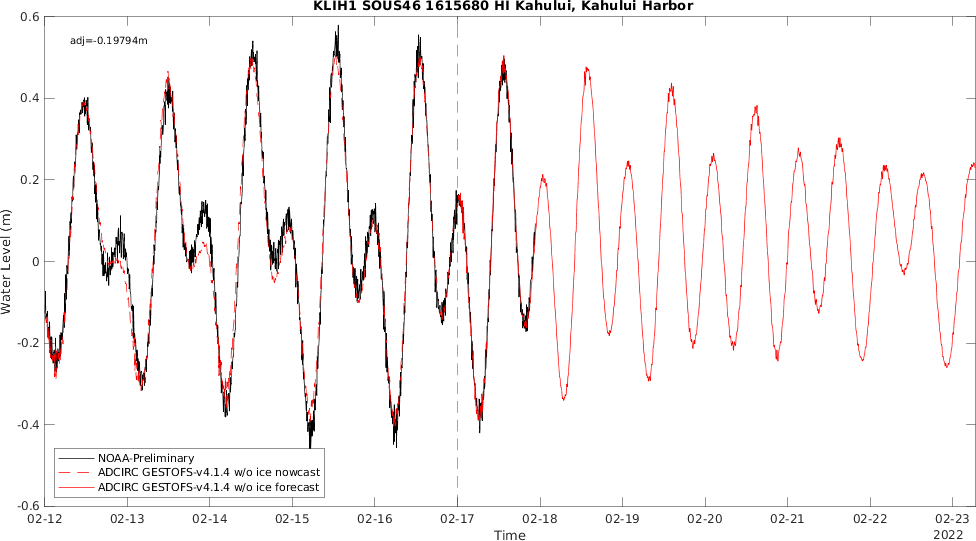 KLIH1 SOUS46 1615680 HI Kahului, Kahului Harbor
0.6
adj=-0.19794m
0.4
0.2
0
-0.2
-0.4
-0.6
Water Level (m)
NOAA-Preliminary
ADCIRC GESTOFS-v4.1.4 w/o ice nowcast
ADCIRC GESTOFS-v4.1.4 w/o ice forecast
02-12 02-13 02-14 02-15 02-16 02-17 02-18 02-19 02-20 02-21 02-22 02-23
Time
2022